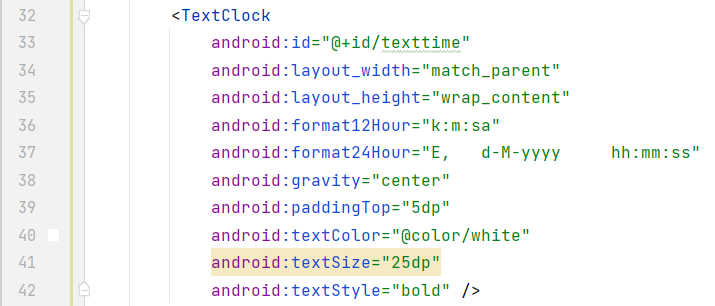 32 <TextClock
33 android:id="@+id/texttime"
34 android:layout_width="match_parent"
35 android:layout_height="wrap_content"
36 android:format12Hour="k:m:sa"
37 android:format24Hour="E,   d-M-yyyy     hh:mm:ss"
38 android:gravity="center"
39 android:paddingTop="5dp"
40 android:textColor="@color/white"
41 android:textSize="25dp"
42 android:textStyle="bold" />